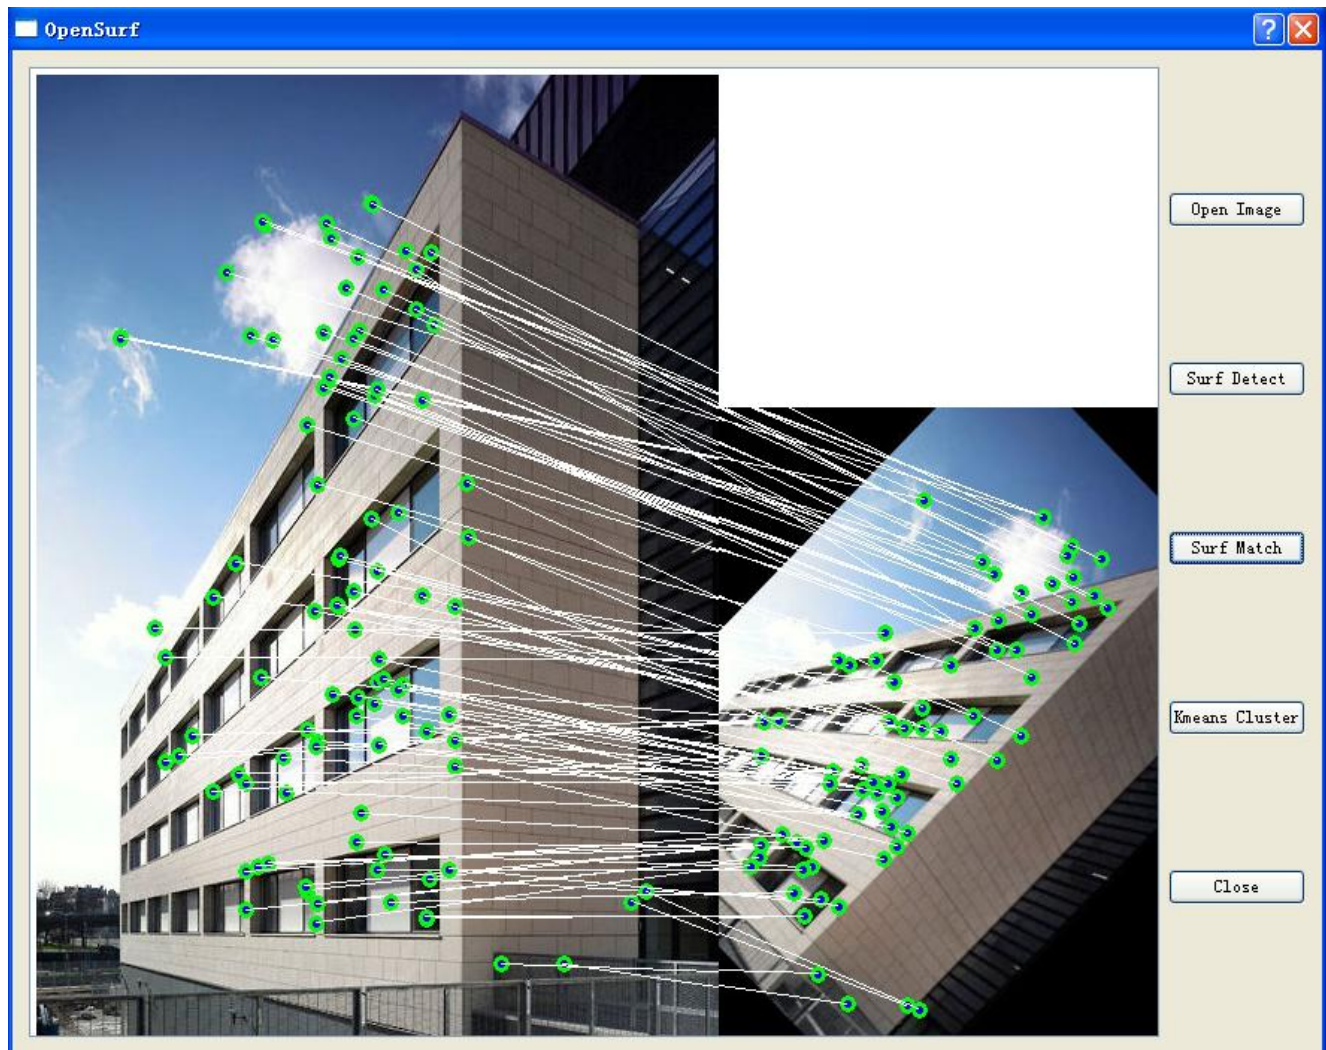 OpenSurf
Open Image
Surf Detect
Surf Match
Kmeans Cluster
Close